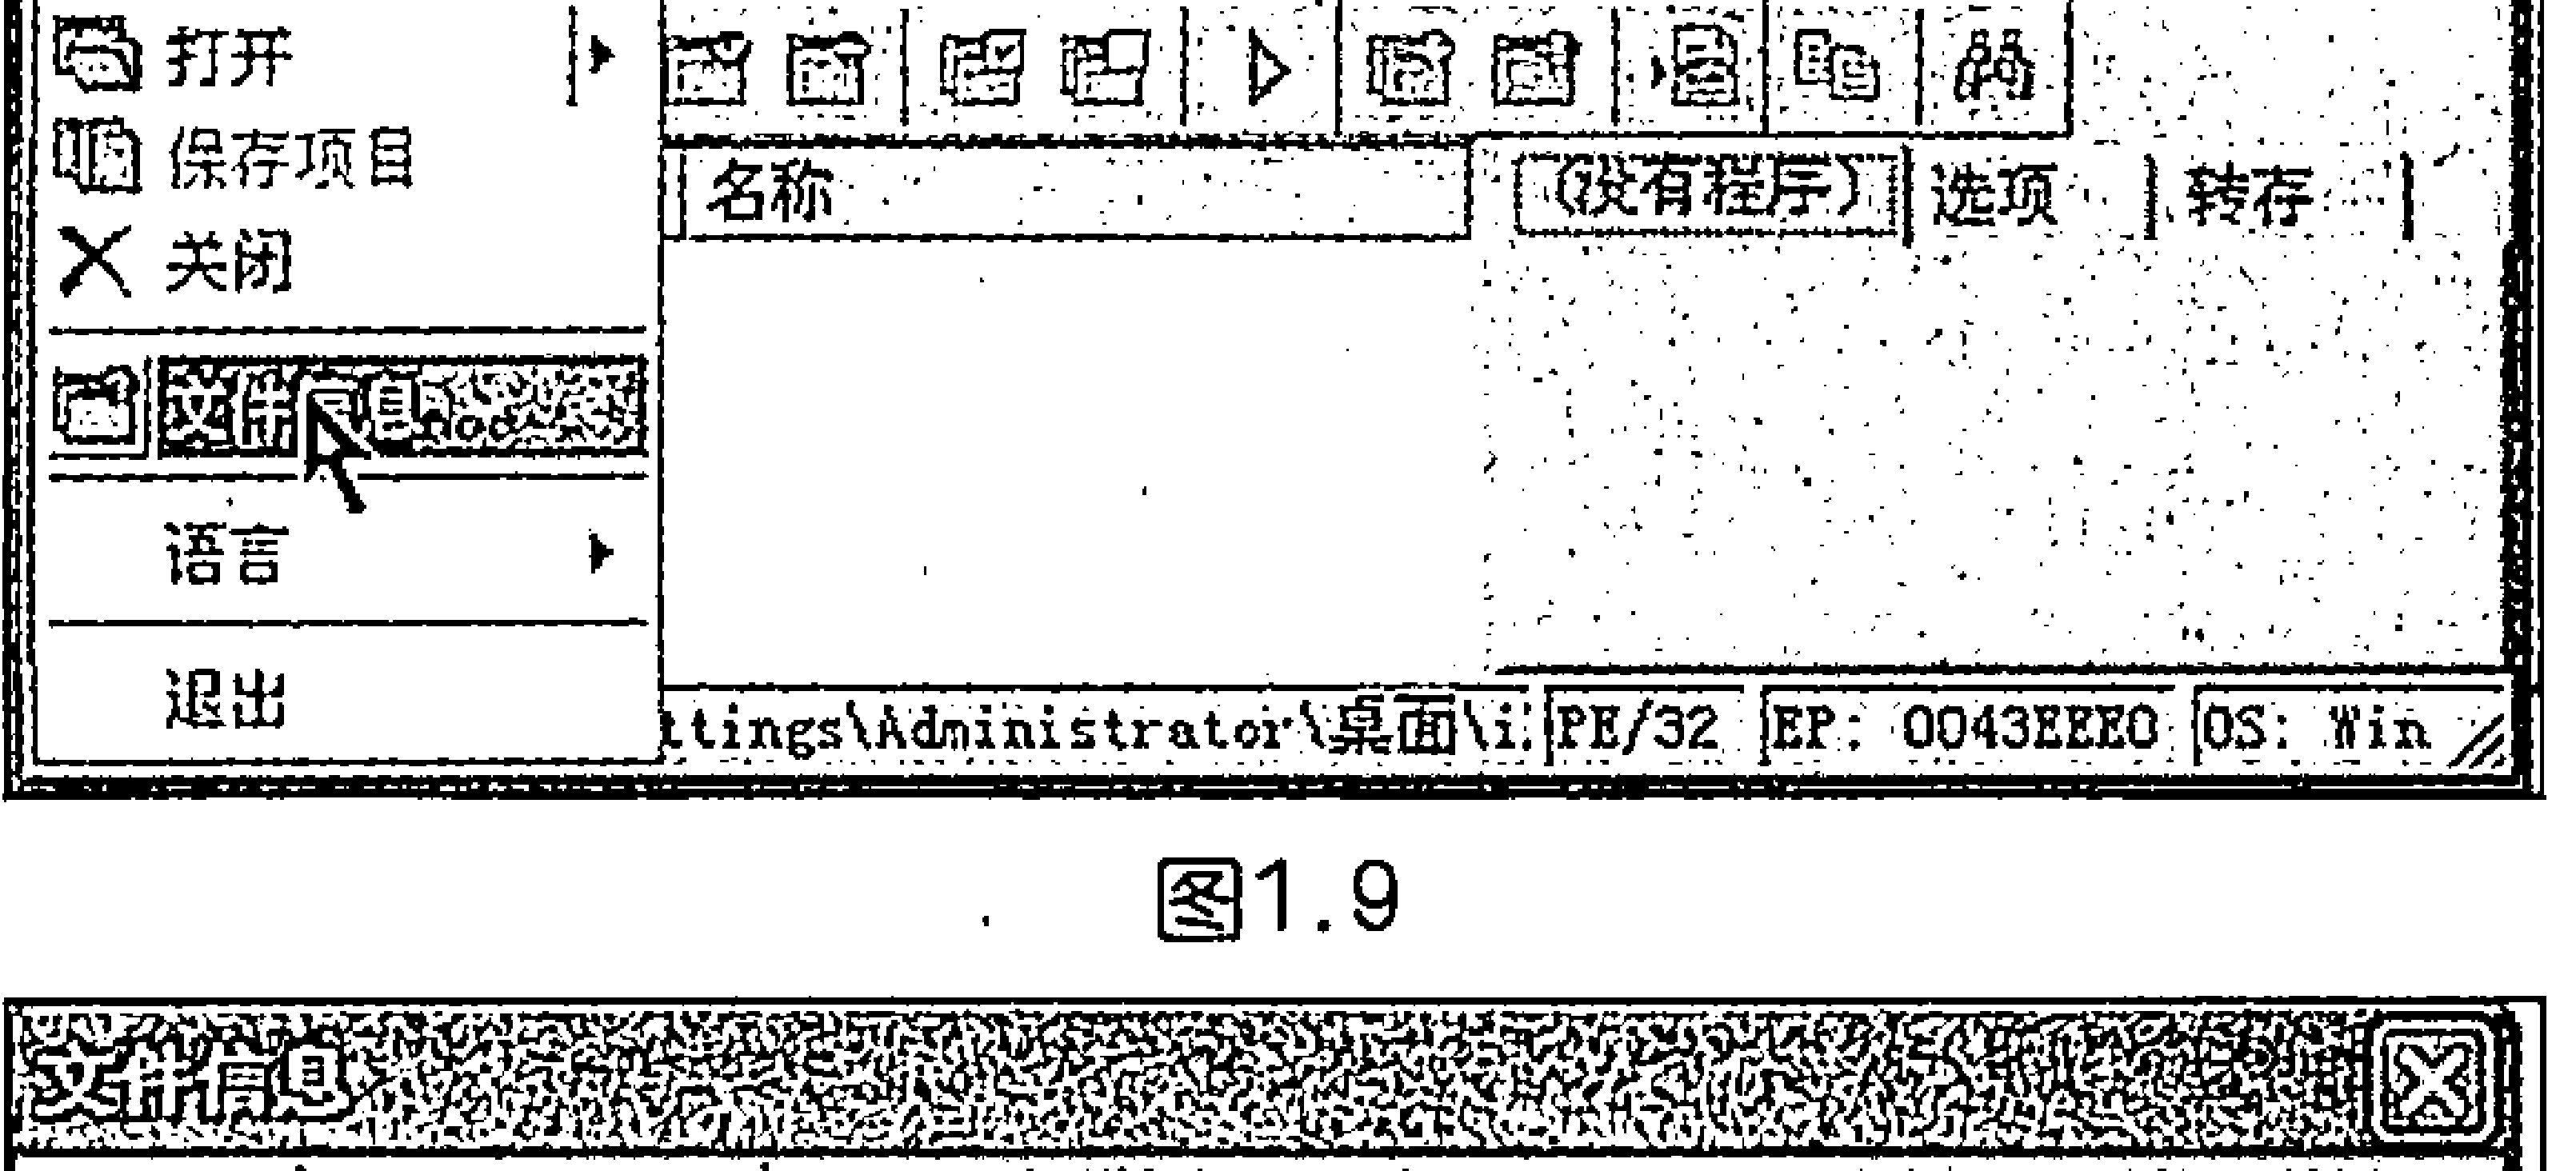 打开
保存项目
关闭
文件信息...
语言
退出
名称
(没有程序) 选项 转存
ttings\Administrator\桌面\i: PE/32 EP: 0043EEE0 OS: Win
图1.9
文件信息